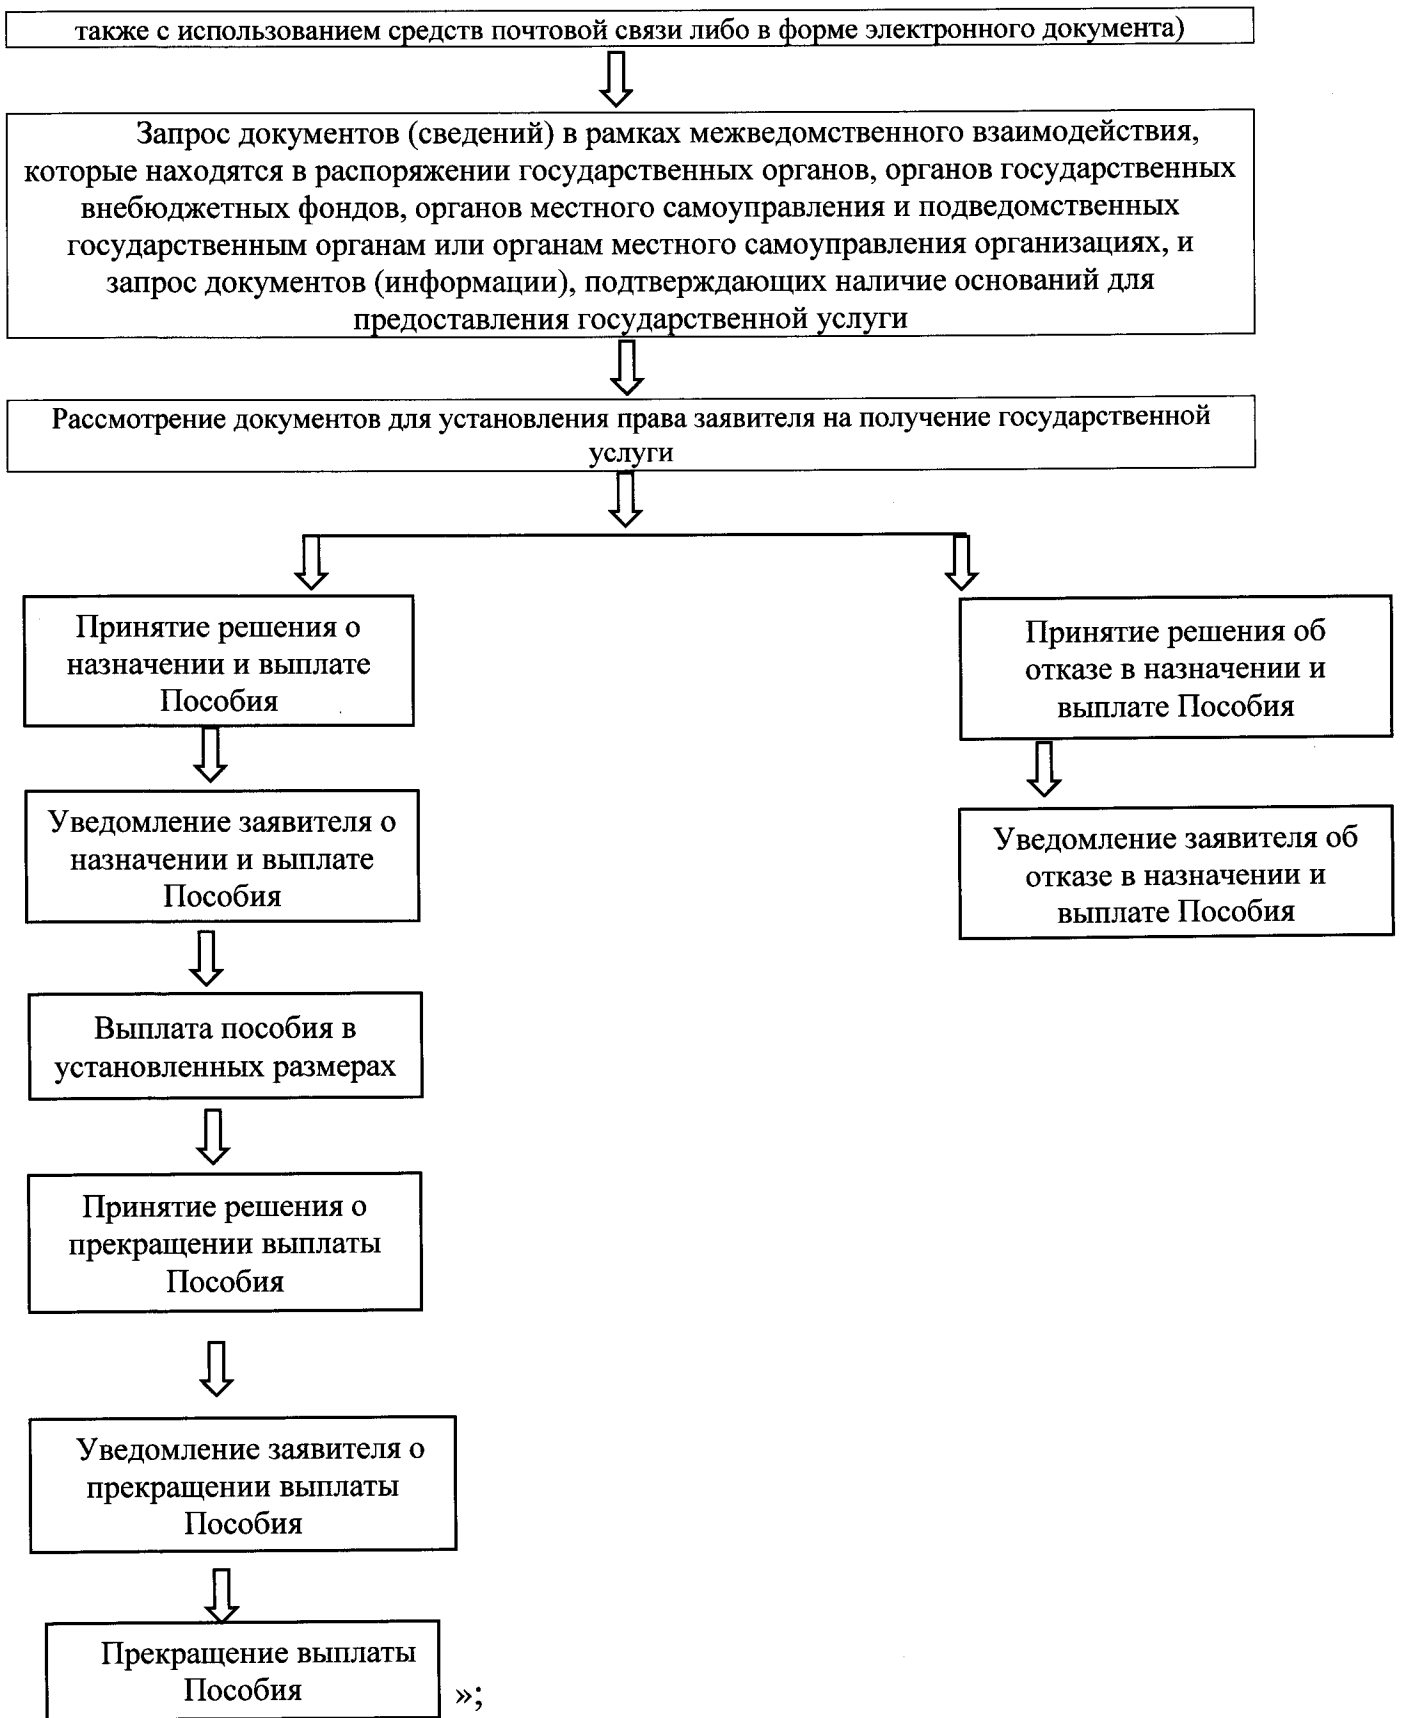 также с использованием средств почтовой связи либо в форме электронного документа)
Запрос документов (сведений) в рамках межведомственного взаимодействия,
которые находятся в распоряжении государственных органов, органов государственных
внебюджетных фондов, органов местного самоуправления и подведомственных
государственным органам или органам местного самоуправления организациях, и
запрос документов (информации), подтверждающих наличие оснований для
предоставления государственной услуги
Рассмотрение документов для установления права заявителя на получение государственной
услуги
Принятие решения о
назначении и выплате
Пособия
Уведомление заявителя о
назначении и выплате
Пособия
Выплата пособия в
установленных размерах
Принятие решения о
прекращении выплаты
Пособия
Уведомление заявителя о
прекращении выплаты
Пособия
Прекращение выплаты
Пособия
»;
Принятие решения об
отказе в назначении и
выплате Пособия
Уведомление заявителя об
отказе в назначении и
выплате Пособия